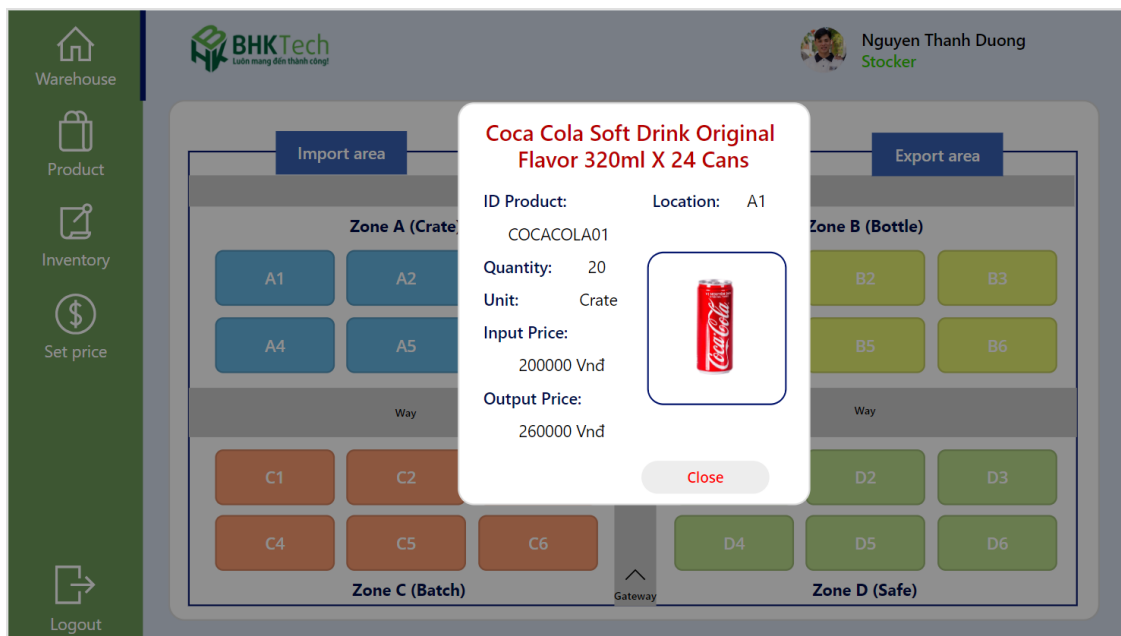 BHKTech
Luôn mang đến thành công!
Nguyen Thanh Duong
Stocker
Warehouse
Product
Inventory
Set price
Logout
Import area
Export area
Zone A (Crate
Zone B (Bottle)
A1
A2
B2
B3
A4
A5
B5
B6
Way
Way
C1
C2
D2
D3
C4
C5
C6
D4
D5
D6
Zone C (Batch)
Gateway
Zone D (Safe)
Coca Cola Soft Drink Original
Flavor 320ml X 24 Cans
ID Product:
COCACOLA01
Location: A1
Quantity: 20
Unit: Crate
Input Price:
200000 Vnđ
Output Price:
260000 Vnđ
Coca-Cola
Close